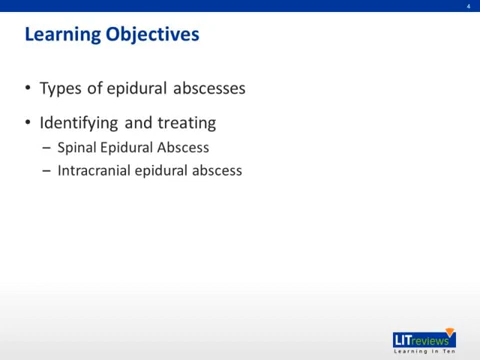 4
Learning Objectives
• Types of epidural abscesses
• Identifying and treating
– Spinal Epidural Abscess
– Intracranial epidural abscess
LITreviews
Learning in Ten